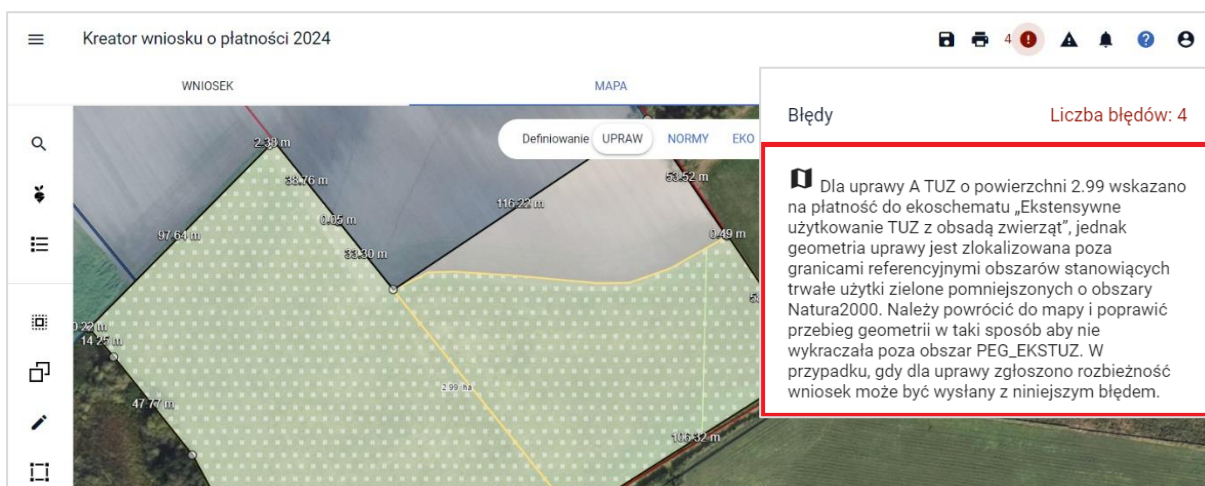 Kreator wniosku o płatności 2024
4
WNIOSEK
MAPA
Błędy
Liczba błędów: 4
Definiowanie UPRAW NORMY EKO
Dla uprawy A TUZ o powierzchni 2.99 wskazano
na płatność do ekoschematu „Ekstensywne
użytkowanie TUZ z obsadą zwierząt”, jednak
geometria uprawy jest zlokalizowana poza
granicami referencyjnymi obszarów stanowiących
trwałe użytki zielone pomniejszonych o obszary
Natura2000. Należy powrócić do mapy i poprawić
przebieg geometrii w taki sposób aby nie
wykraczała poza obszar PEG_EKSTUZ. W
przypadku, gdy dla uprawy zgłoszono rozbieżność
wniosek może być wysłany z niniejszym błędem.
2.39 m
38.76 m
53.52 m
116.22 m
0.05 m
97.64 m
0.49 m
33.30 m
0.22 m
14.25 m
2.99 ha
47.77 m
106.32 m